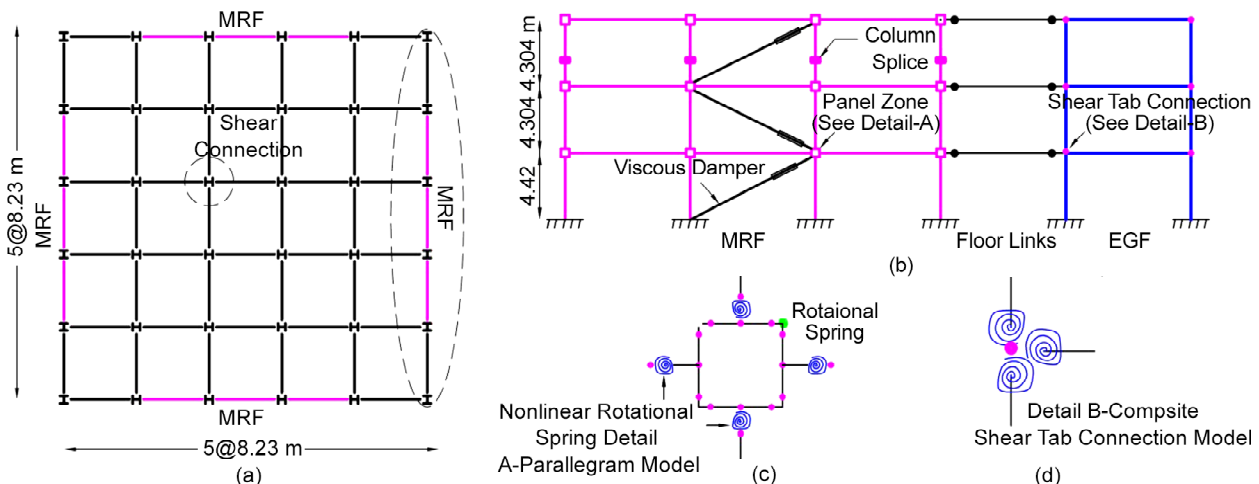 MRF
5@8.23 m
MRF
Shear
Connection
MRF
MRF
5@8.23 m
(a)
4.304 m
4.304
4.42
Column
Splice
Panel Zone
(See Detail-A)
Shear Tab Connection
(See Detail-B)
Viscous Damper
MRF
Floor Links
EGF
(b)
Rotaional
Spring
Nonlinear Rotational
Spring Detail
A-Parallegram Model
(c)
Detail B-Compsite
Shear Tab Connection Model
(d)